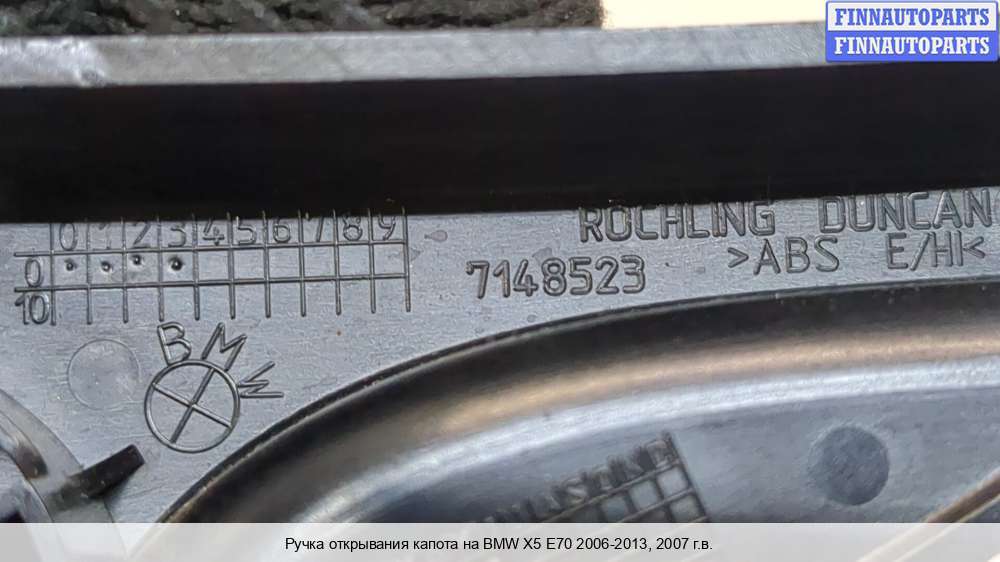 FINNAUTOPARTS
FINNAUTOPARTS
0 1 2 3 4 5 6 7 8 9
0
10
ROCHLING DUNCAN
7148523 >ABS E/HI<
BMW
Ручка открывания капота на BMW X5 E70 2006-2013, 2007 г.в.